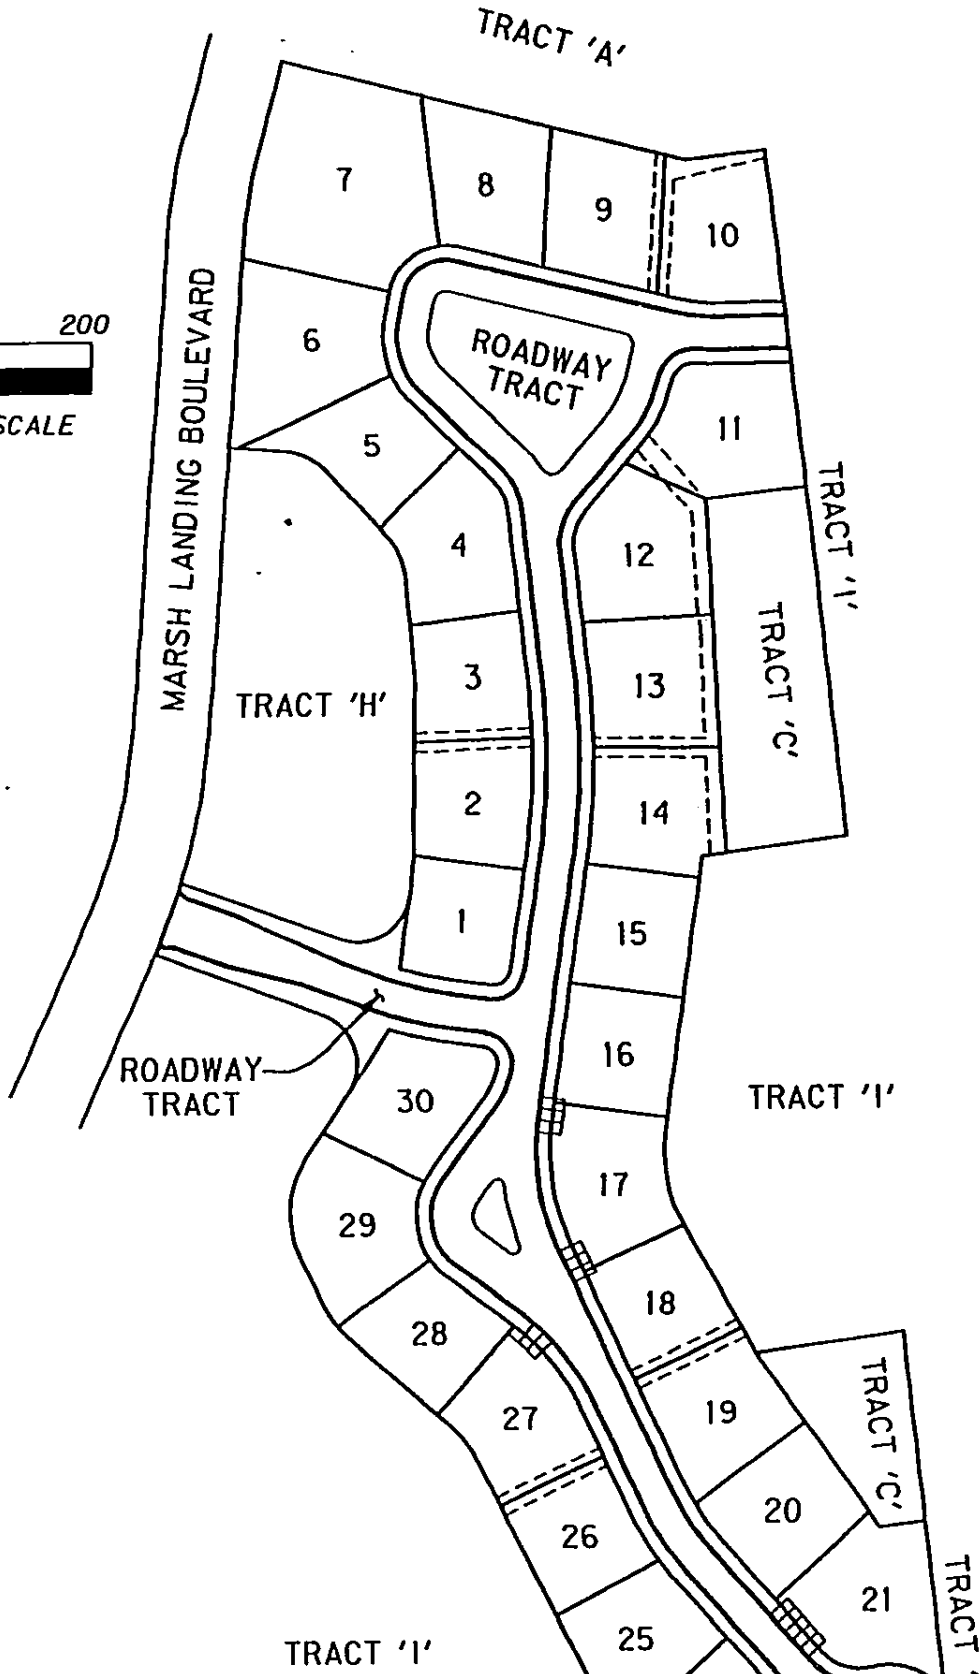 TRACT 'A'
7
8
9
10
200
SCALE
MARSH LANDING BOULEVARD
6
ROADWAY
TRACT
5
11
4
12
TRACT 'I'
3
13
TRACT 'C'
TRACT 'H'
2
14
1
15
16
ROADWAY
TRACT
30
TRACT 'I'
17
29
18
28
19
27
TRACT 'C'
20
26
21
TRACT
25
TRACT 'I'